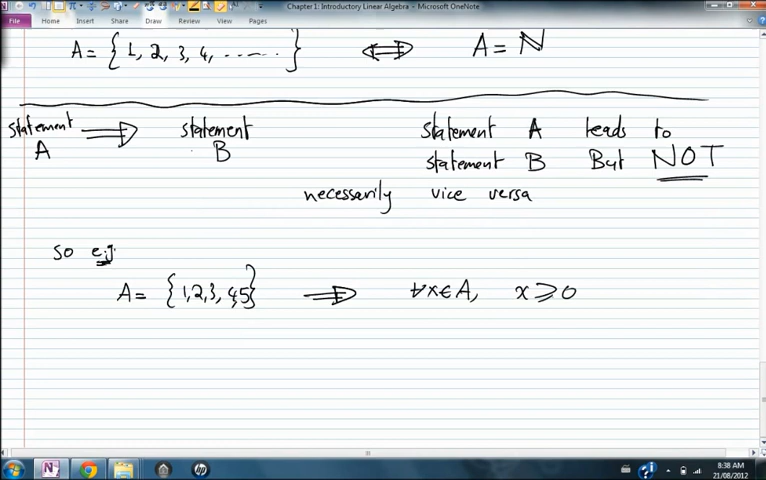 Chapter 1: Introductory Linear Algebra - Microsoft OneNote
File Home Insert Share Draw Review View Pages
A = {1, 2, 3, 4, ......} ⟺ A = ℕ
statement ⟹ statement statement A leads to
A B statement B But NOT
necessarily vice versa
so e.g.
A = {1,2,3,4,5} ⟹ ∀x∈A, x ≥ 0
8:38 AM
21/08/2012